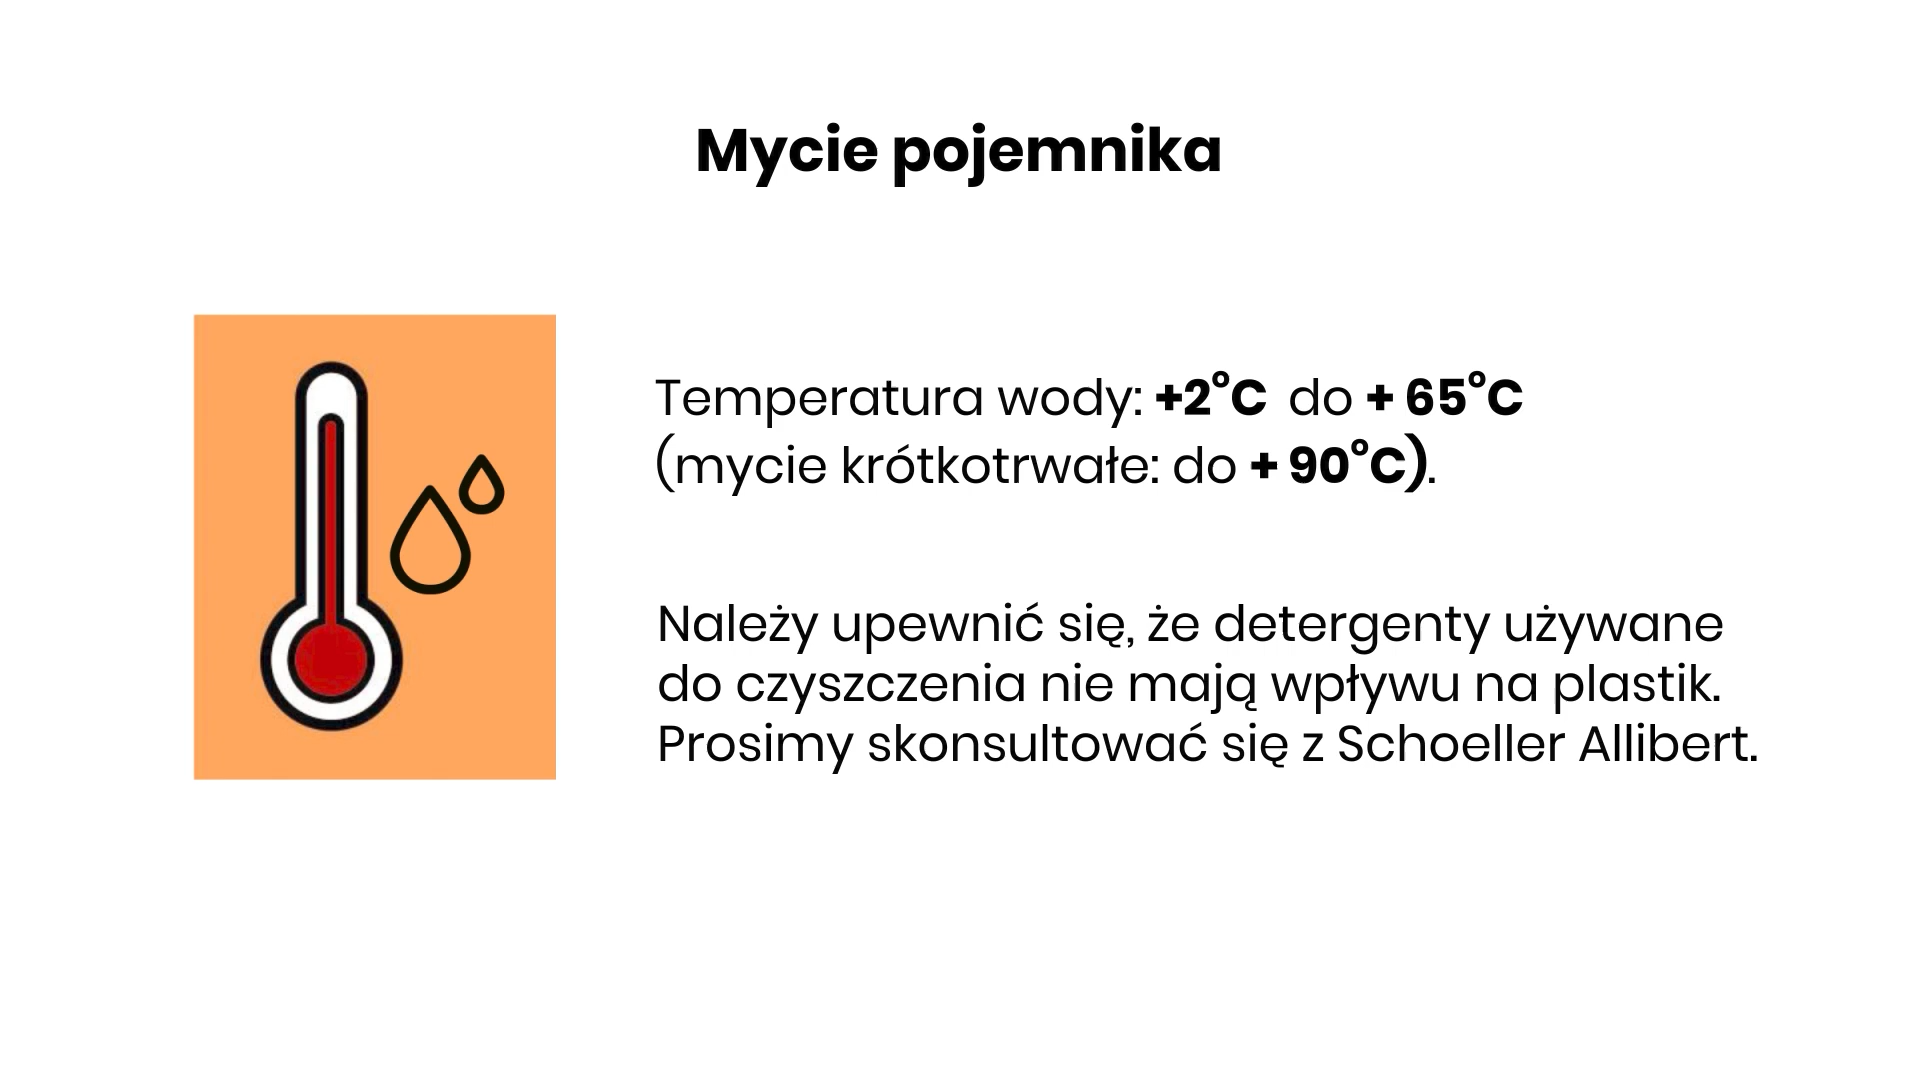 Mycie pojemnika
Temperatura wody: +2°C do + 65°C
(mycie krótkotrwałe: do + 90°C).
Należy upewnić się, że detergenty używane
do czyszczenia nie mają wpływu na plastik.
Prosimy skonsultować się z Schoeller Allibert.